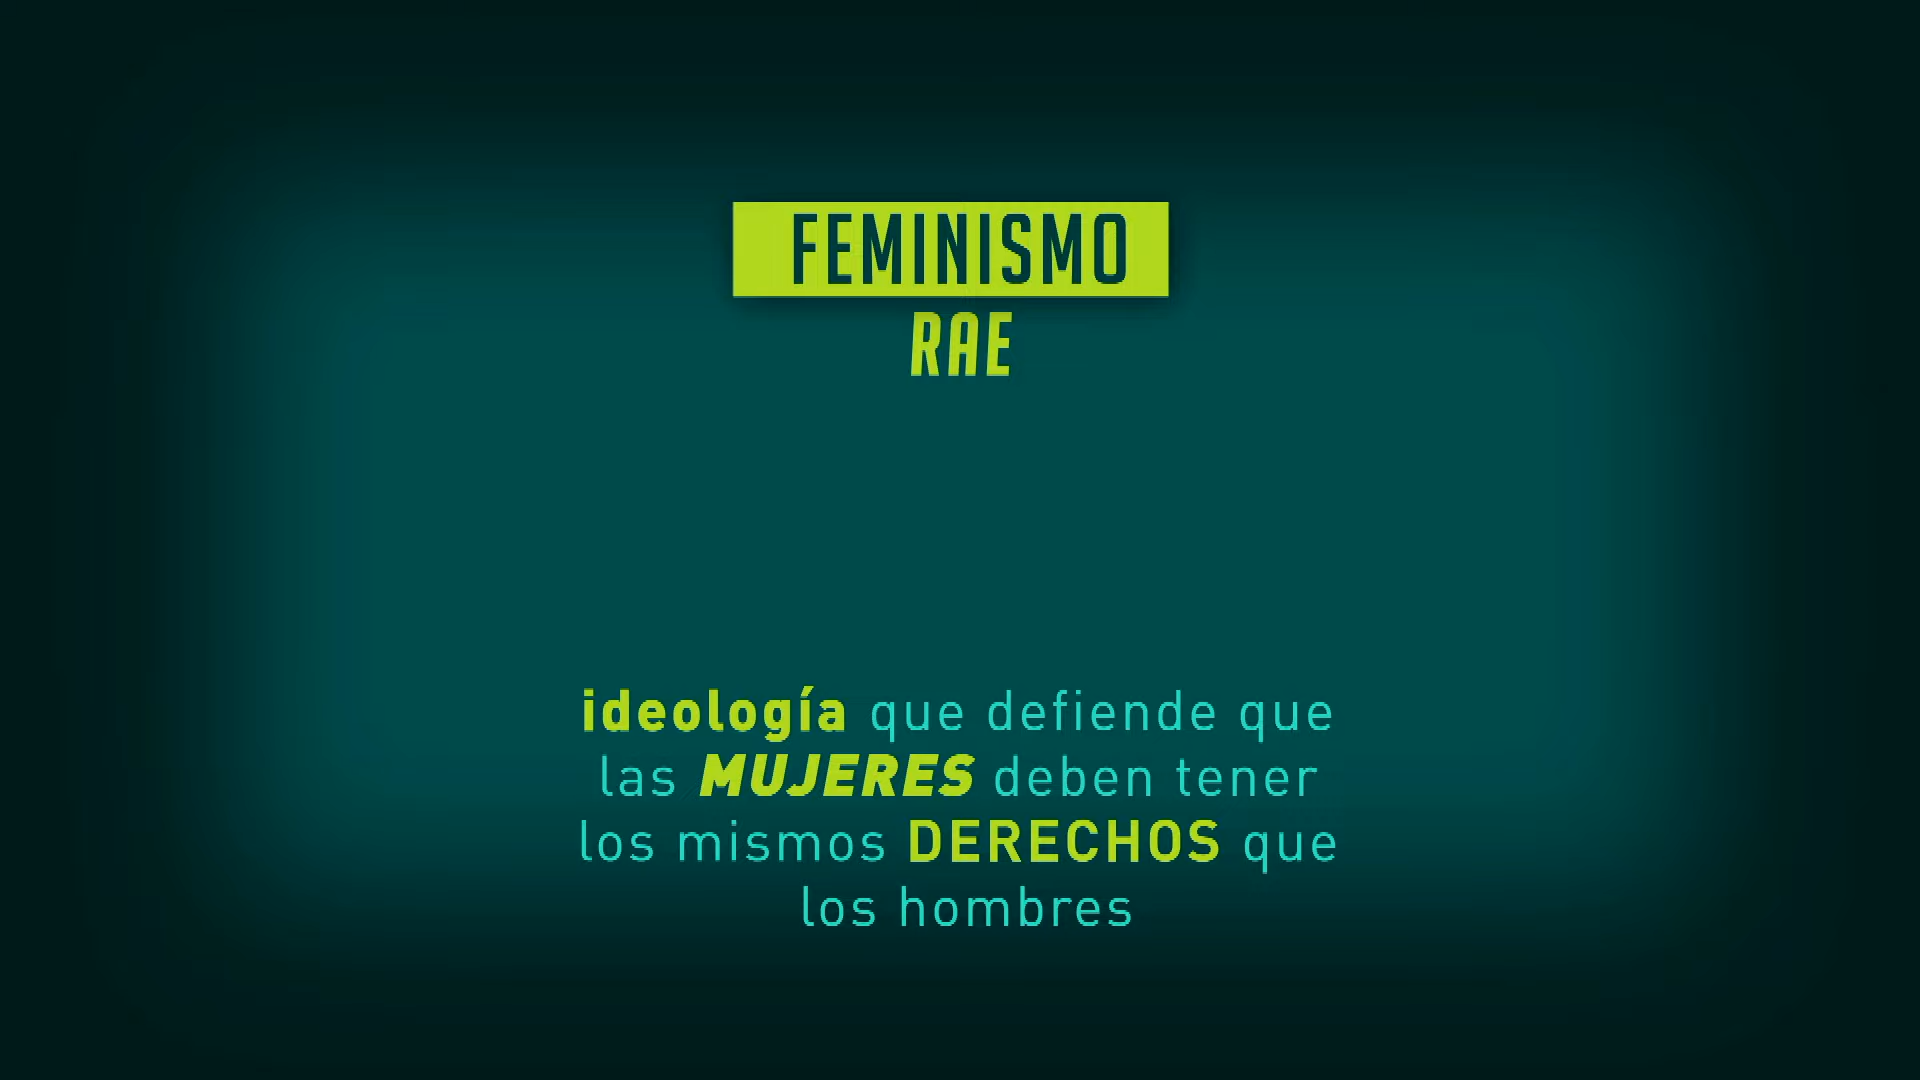 FEMINISMO
RAE
ideología que defiende que
las MUJERES deben tener
los mismos DERECHOS que
los hombres